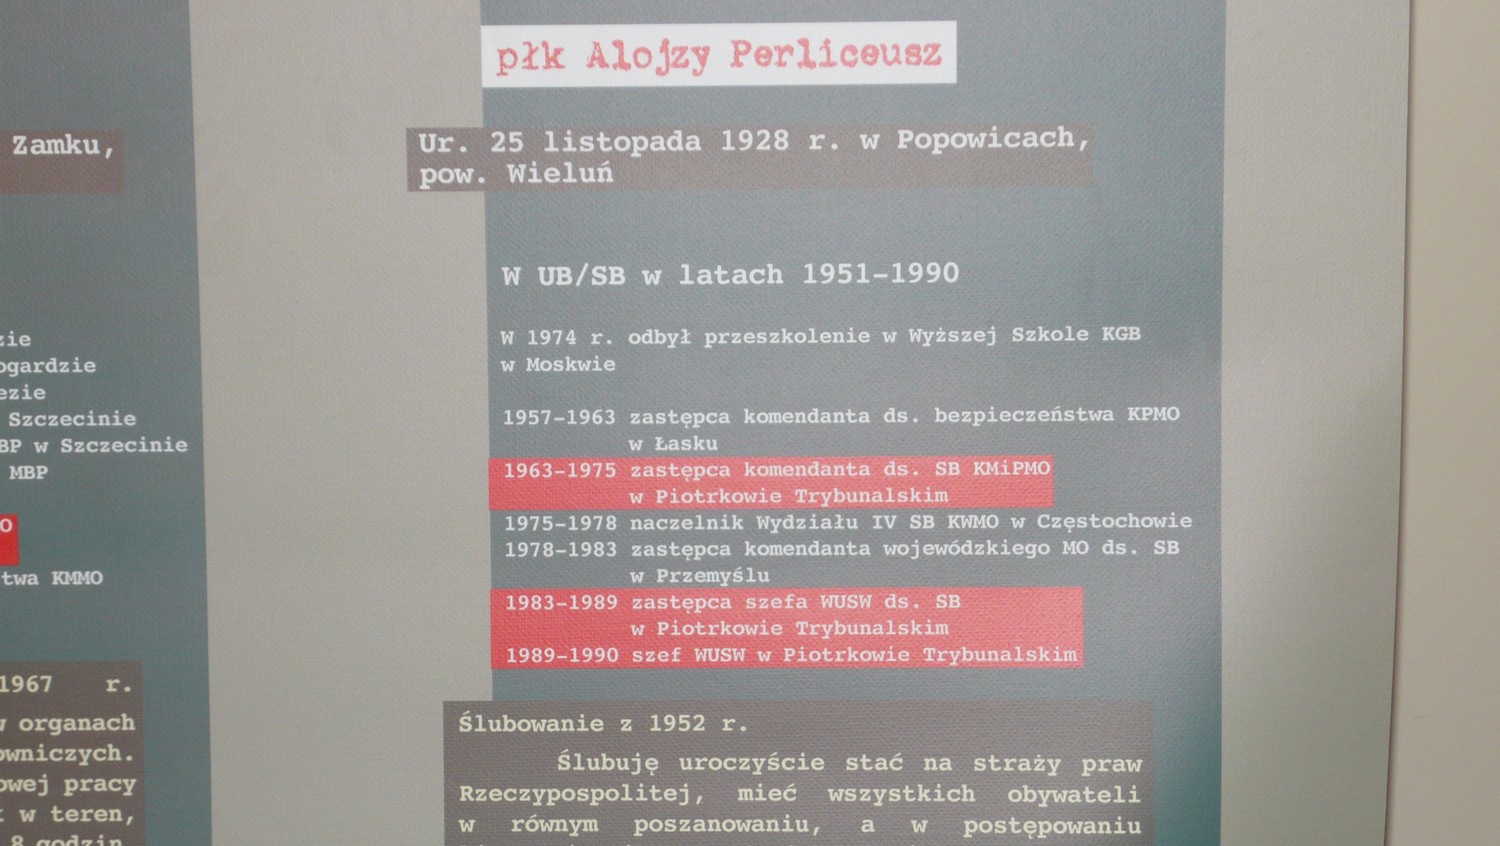 Zamku,
zie
ogardzie
ezie
Szczecinie
BP w Szczecinie
MBP
O
twa KMMO
1967 r.
w organach
owniczych.
owej pracy
w teren,
8 godzin
płk Alojzy Perliceusz
Ur. 25 listopada 1928 r. w Popowicach,
pow. Wieluń
W UB/SB w latach 1951-1990
W 1974 r. odbył przeszkolenie w Wyższej Szkole KGB
w Moskwie
1957-1963 zastępca komendanta ds. bezpieczeństwa KPMO
w Łasku
1963-1975 zastępca komendanta ds. SB KMiPMO
w Piotrkowie Trybunalskim
1975-1978 naczelnik Wydziału IV SB KWMO w Częstochowie
1978-1983 zastępca komendanta wojewódzkiego MO ds. SB
w Przemyślu
1983-1989 zastępca szefa WUSW ds. SB
w Piotrkowie Trybunalskim
1989-1990 szef WUSW w Piotrkowie Trybunalskim
Ślubowanie z 1952 r.
Ślubuję uroczyście stać na straży praw
Rzeczypospolitej, mieć wszystkich obywateli
w równym poszanowaniu, a w postępowaniu